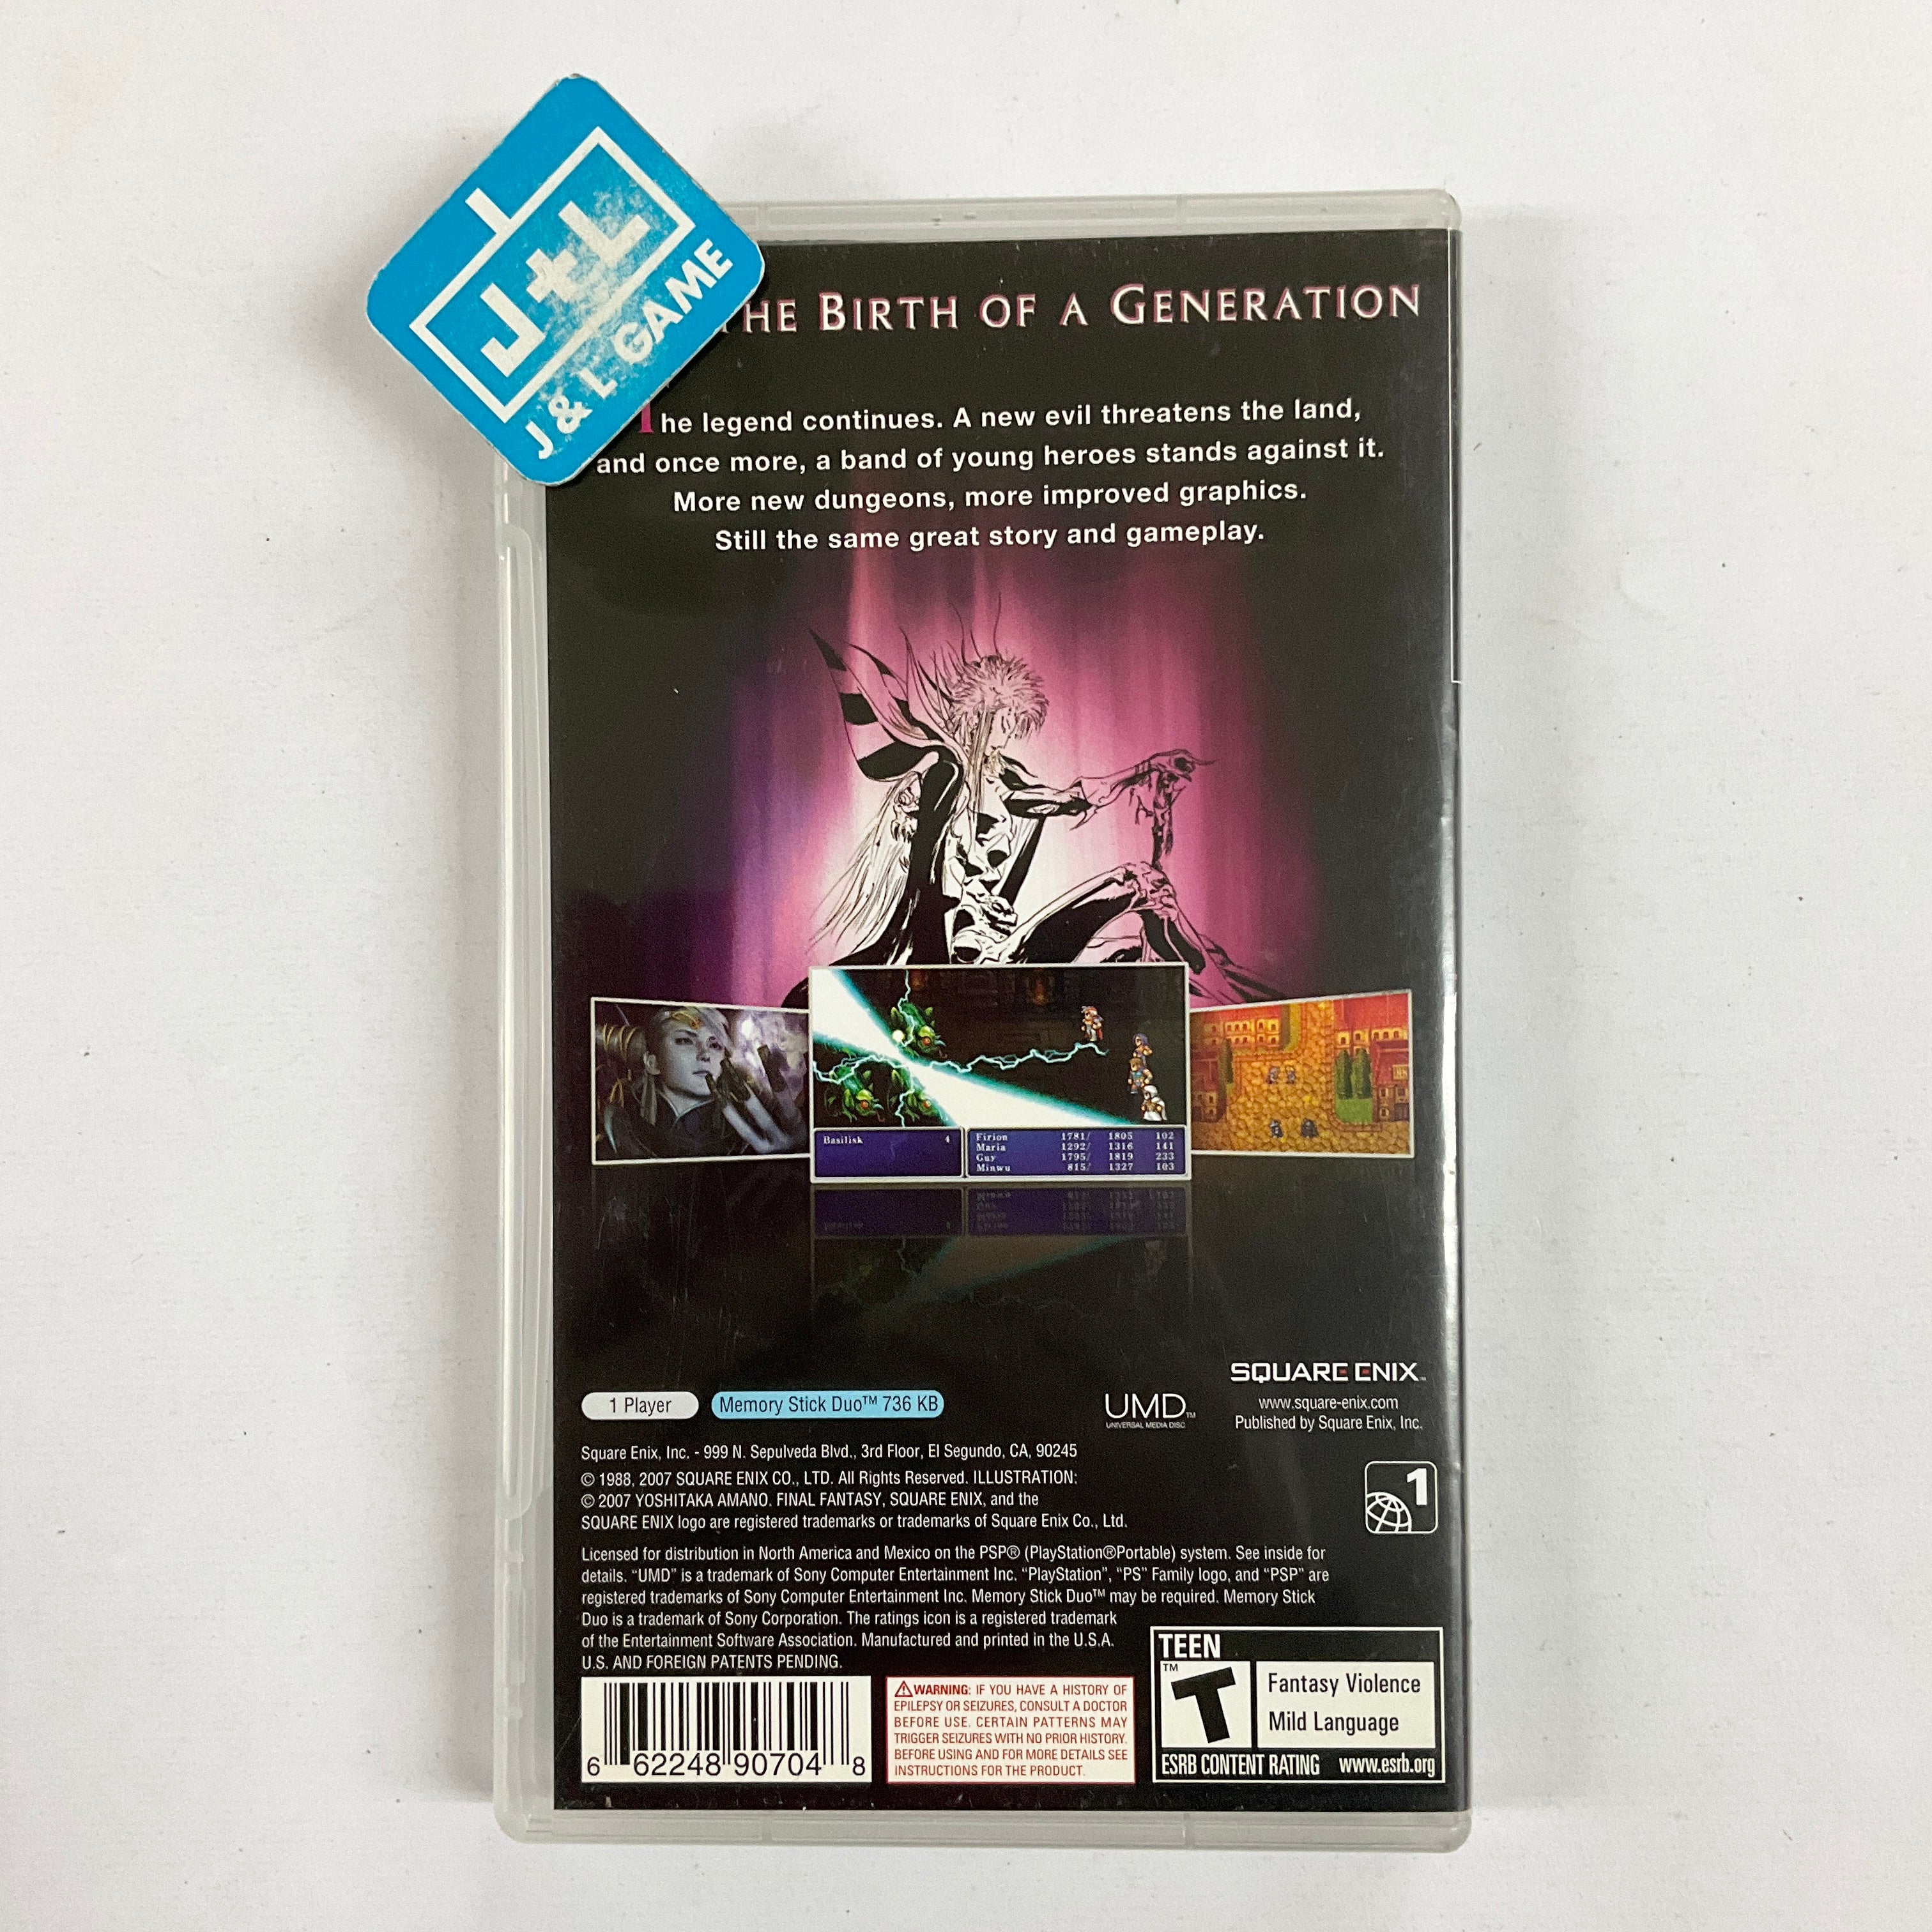 J+L
J & L GAME
THE BIRTH OF A GENERATION
The legend continues. A new evil threatens the land,
and once more, a band of young heroes stands against it.
More new dungeons, more improved graphics.
Still the same great story and gameplay.
Basilisk 4
Firion 1781/ 1805 102
Maria 1292/ 1316 141
Guy 1795/ 1819 233
Minwu 815/ 1327 103
SQUARE ENIX™
www.square-enix.com
Published by Square Enix, Inc.
1 Player
Memory Stick Duo™ 736 KB
UMD™
UNIVERSAL MEDIA DISC
Square Enix, Inc. - 999 N. Sepulveda Blvd., 3rd Floor, El Segundo, CA, 90245
© 1988, 2007 SQUARE ENIX CO., LTD. All Rights Reserved. ILLUSTRATION:
© 2007 YOSHITAKA AMANO. FINAL FANTASY, SQUARE ENIX, and the
SQUARE ENIX logo are registered trademarks or trademarks of Square Enix Co., Ltd.
1
Licensed for distribution in North America and Mexico on the PSP® (PlayStation®Portable) system. See inside for
details. “UMD” is a trademark of Sony Computer Entertainment Inc. “PlayStation”, “PS” Family logo, and “PSP” are
registered trademarks of Sony Computer Entertainment Inc. Memory Stick Duo™ may be required. Memory Stick
Duo is a trademark of Sony Corporation. The ratings icon is a registered trademark
of the Entertainment Software Association. Manufactured and printed in the U.S.A.
U.S. AND FOREIGN PATENTS PENDING.
6 62248 90704 8
WARNING: IF YOU HAVE A HISTORY OF
EPILEPSY OR SEIZURES, CONSULT A DOCTOR
BEFORE USE. CERTAIN PATTERNS MAY
TRIGGER SEIZURES WITH NO PRIOR HISTORY.
BEFORE USING AND FOR MORE DETAILS SEE
INSTRUCTIONS FOR THE PRODUCT.
TEEN
T™
Fantasy Violence
Mild Language
ESRB CONTENT RATING www.esrb.org